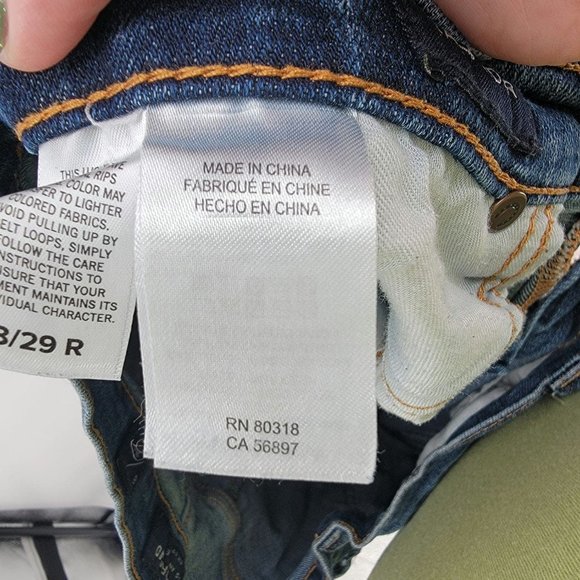 THIS
RIPS
COLOR MAY
TO LIGHTER
COLORED FABRICS.
AVOID PULLING UP BY
BELT LOOPS, SIMPLY
FOLLOW THE CARE
INSTRUCTIONS TO
ENSURE THAT YOUR
MAINTAINS ITS
CHARACTER.
/29 R
MADE IN CHINA
FABRIQUÉ EN CHINE
HECHO EN CHINA
RN 80318
CA 56897